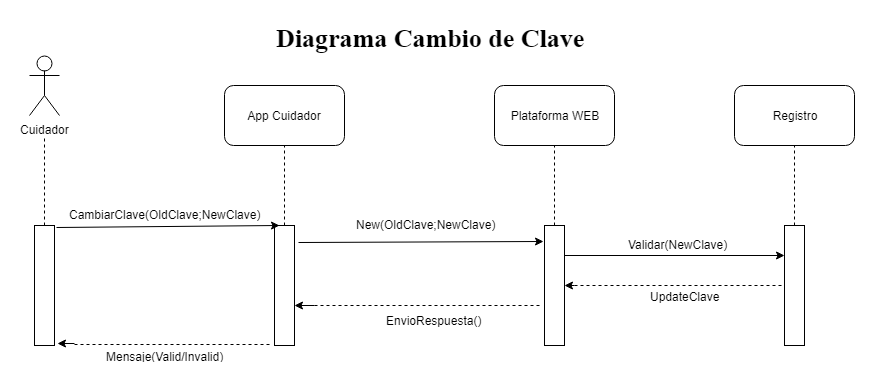 Diagrama Cambio de Clave
Cuidador
App Cuidador
Plataforma WEB
Registro
CambiarClave(OldClave;NewClave)
New(OldClave;NewClave)
Validar(NewClave)
UpdateClave
EnvioRespuesta()
Mensaje(Valid/Invalid)